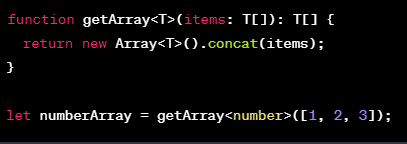 function getArray<T>(items: T[]): T[] {
  return new Array<T>().concat(items);
}

let numberArray = getArray<number>([1, 2, 3]);